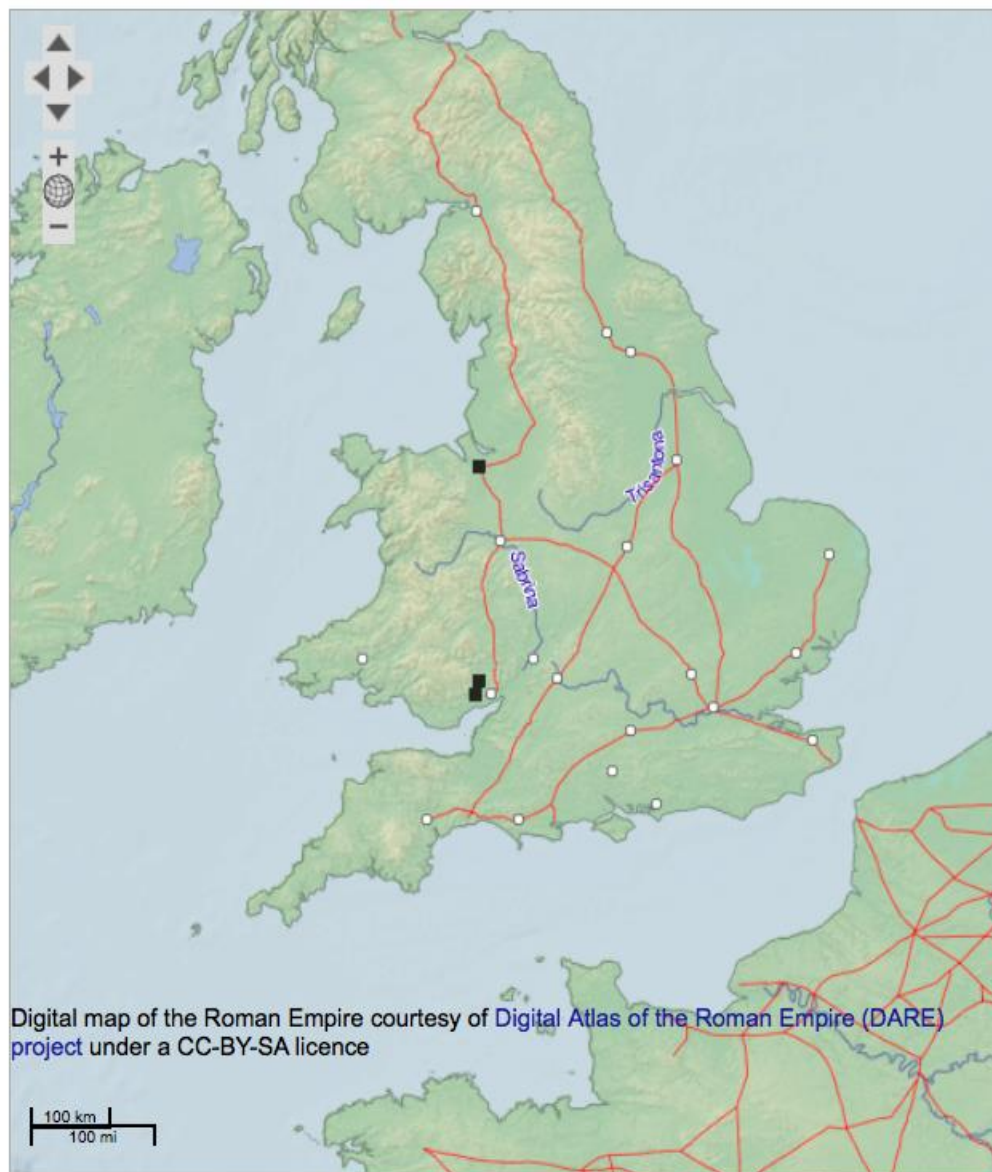 +
−
Trisantona
Sabrina
Digital map of the Roman Empire courtesy of Digital Atlas of the Roman Empire (DARE)
project under a CC-BY-SA licence
100 km
100 mi